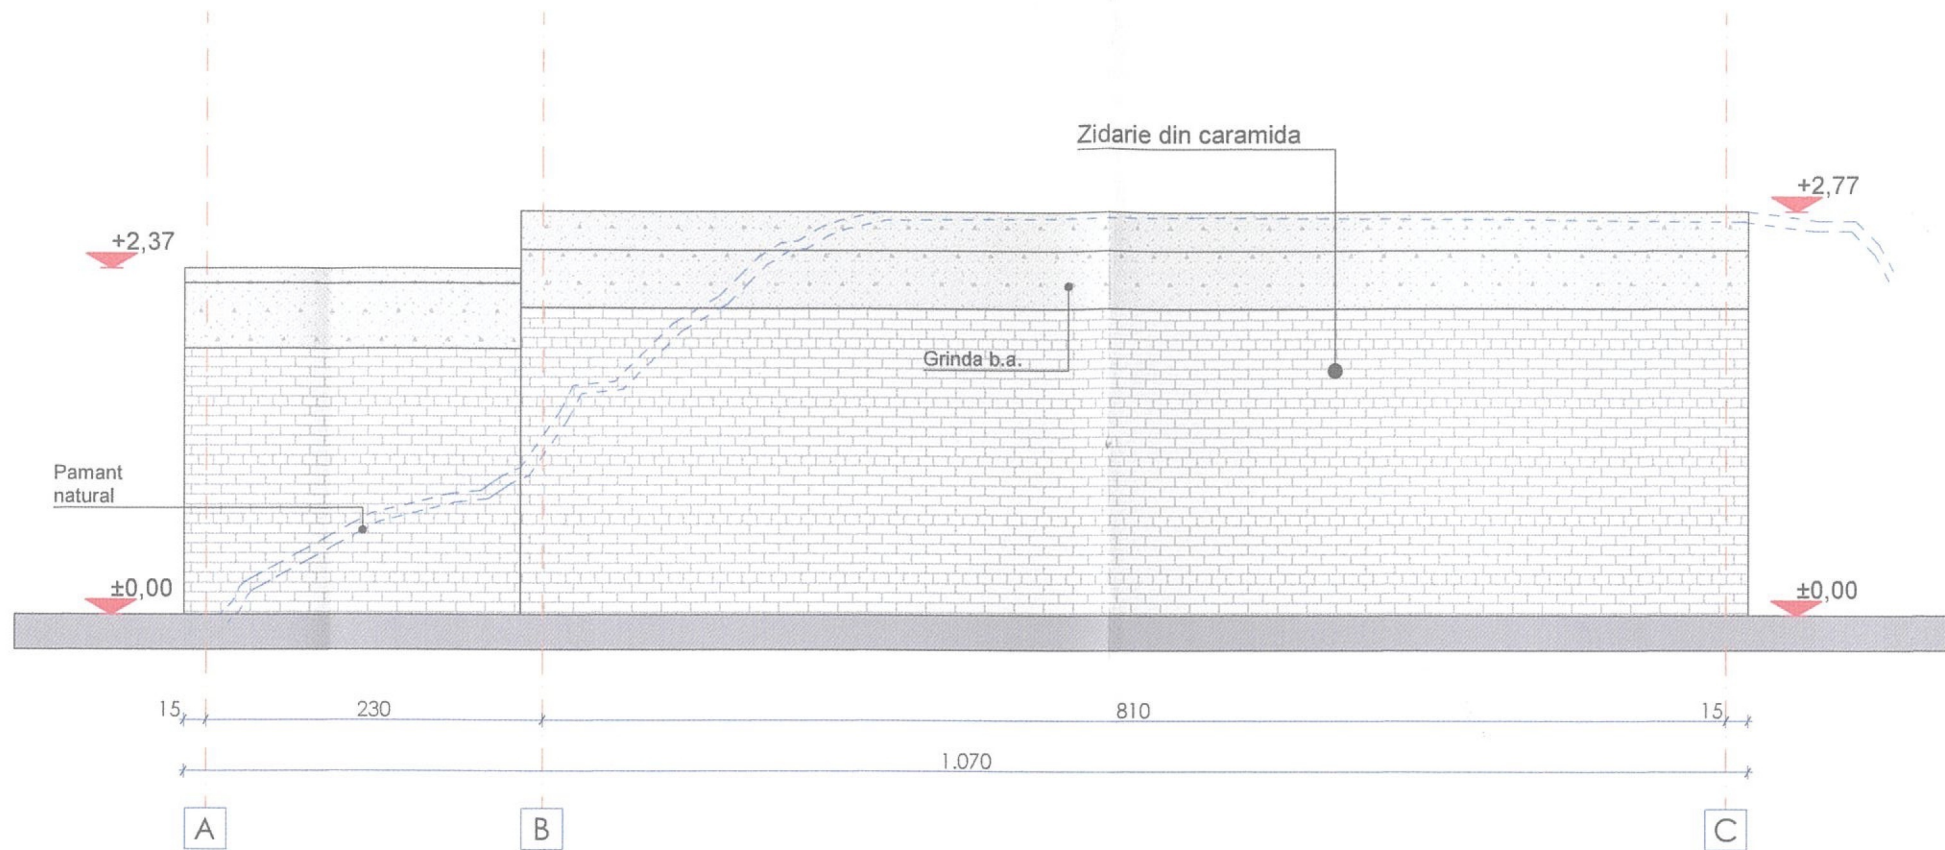 Zidarie din caramida
+2,77
+2,37
Grinda b.a.
Pamant
natural
±0,00
±0,00
15
230
810
15
1.070
A
B
C